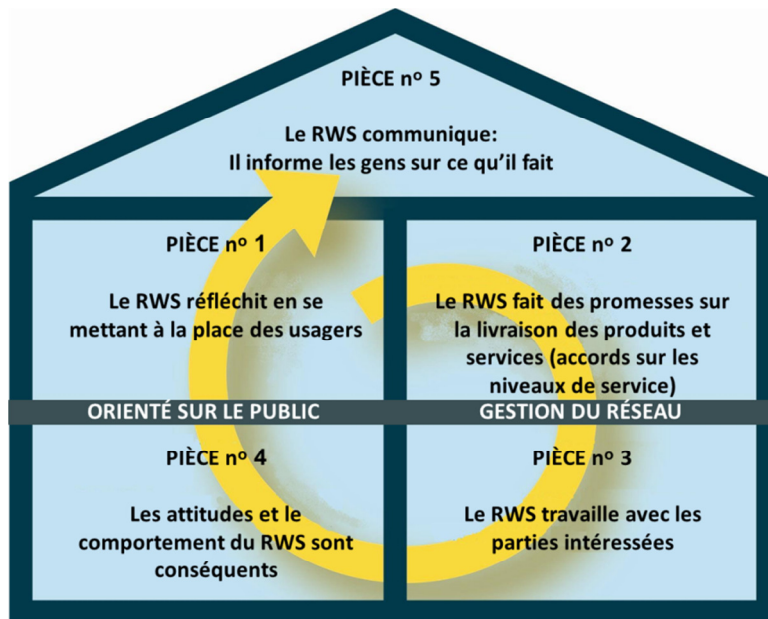 PIÈCE nº 5
Le RWS communique:
Il informe les gens sur ce qu'il fait
PIÈCE nº 1
Le RWS réfléchit en se
mettant à la place des usagers
PIÈCE nº 2
Le RWS fait des promesses sur
la livraison des produits et
services (accords sur les
niveaux de service)
ORIENTÉ SUR LE PUBLIC
GESTION DU RÉSEAU
PIÈCE nº 4
Les attitudes et le
comportement du RWS sont
conséquents
PIÈCE nº 3
Le RWS travaille avec les
parties intéressées